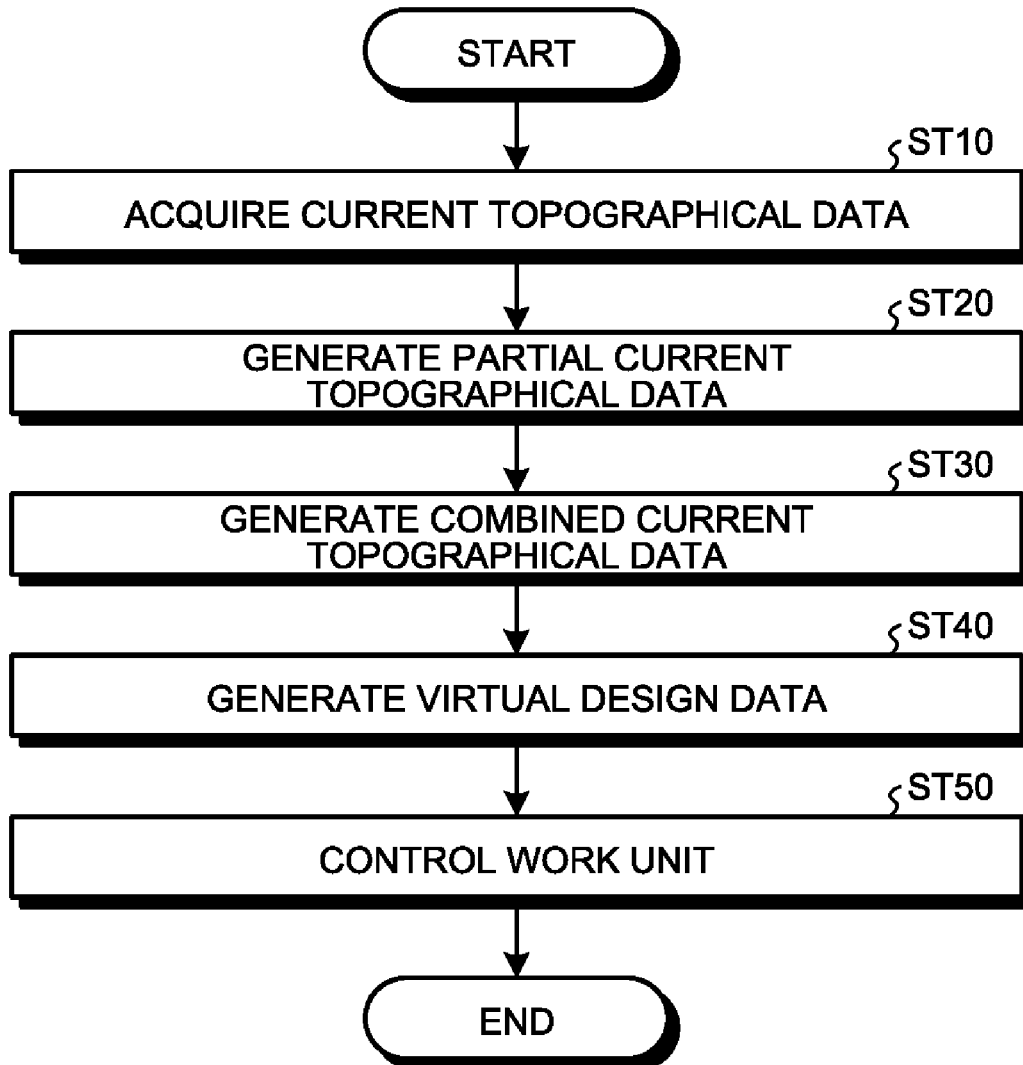 START
ST10
ACQUIRE CURRENT TOPOGRAPHICAL DATA
ST20
GENERATE PARTIAL CURRENT
TOPOGRAPHICAL DATA
ST30
GENERATE COMBINED CURRENT
TOPOGRAPHICAL DATA
ST40
GENERATE VIRTUAL DESIGN DATA
ST50
CONTROL WORK UNIT
END